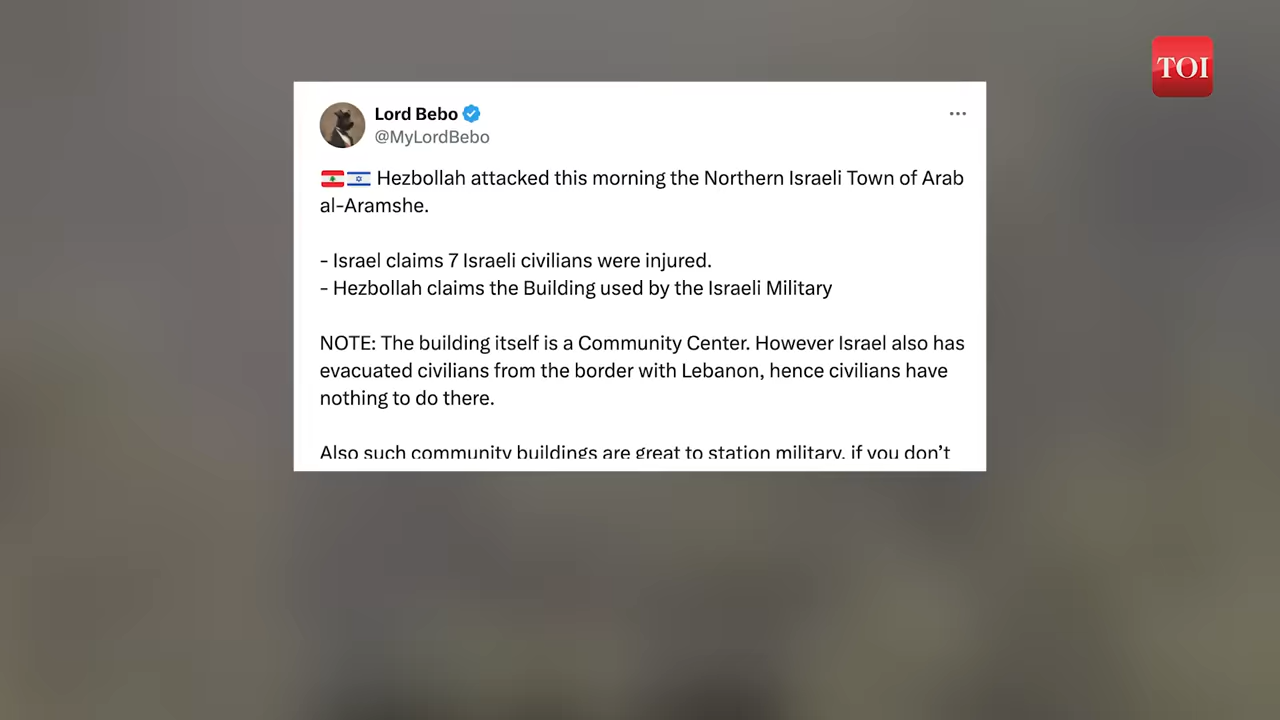 TOI
Lord Bebo
@MyLordBebo
🇱🇧🇮🇱 Hezbollah attacked this morning the Northern Israeli Town of Arab
al-Aramshe.
- Israel claims 7 Israeli civilians were injured.
- Hezbollah claims the Building used by the Israeli Military
NOTE: The building itself is a Community Center. However Israel also has
evacuated civilians from the border with Lebanon, hence civilians have
nothing to do there.
Also such community buildings are great to station military, if you don’t